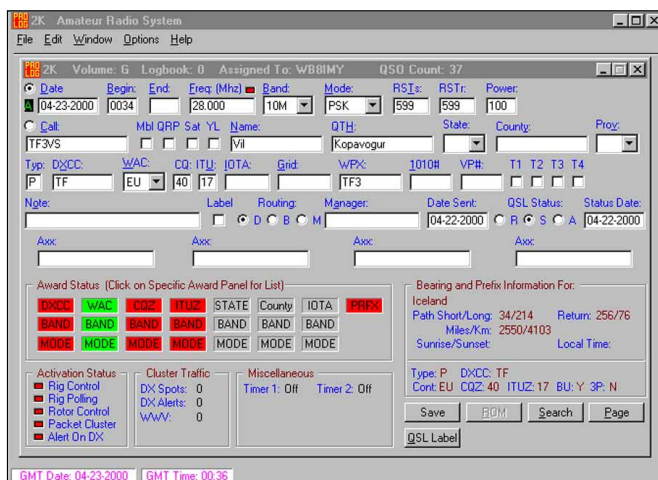 PRO LOG 2K Amateur Radio System
File Edit Window Options Help
PRO LOG 2K Volume: G Logbook: 0 Assigned To: WB8IMY QSO Count: 37
Date Begin: End: Freq: (Mhz) Band: Mode: RSTs: RSTr: Power:
A 04-23-2000 0034 28.000 10M PSK 599 599 100
Call: Mbl QRP Sat YL Name: QTH: State: County: Prov:
TF3VS Vil Kopavogur
Typ: DXCC: WAC: CQ: ITU: IOTA: Grid: WPX: 1010# VP#: T1 T2 T3 T4
P TF EU 40 17 TF3
Note: Label Routing: Manager: Date Sent: QSL Status: Status Date:
D B M 04-22-2000 R S A 04-22-2000
Axx: Axx: Axx: Axx:
Award Status (Click on Specific Award Panel for List)
DXCC WAC CQZ ITUZ STATE County IOTA PRFX
BAND BAND BAND BAND BAND BAND BAND
MODE MODE MODE MODE MODE MODE MODE
Bearing and Prefix Information For:
Iceland
Path Short/Long: 34/214 Return: 256/76
Miles/Km: 2550/4103
Sunrise/Sunset: Local Time:
Type: P DXCC: TF
Cont: EU CQZ: 40 ITUZ: 17 BU: Y 3P: N
Activation Status
Rig Control
Rig Polling
Rotor Control
Packet Cluster
Alert On DX
Cluster Traffic
DX Spots: 0
DX Alerts: 0
WWV: 0
Miscellaneous
Timer 1: Off Timer 2: Off
Save ROM Search Page
QSL Label
GMT Date: 04-23-2000 GMT Time: 00:36